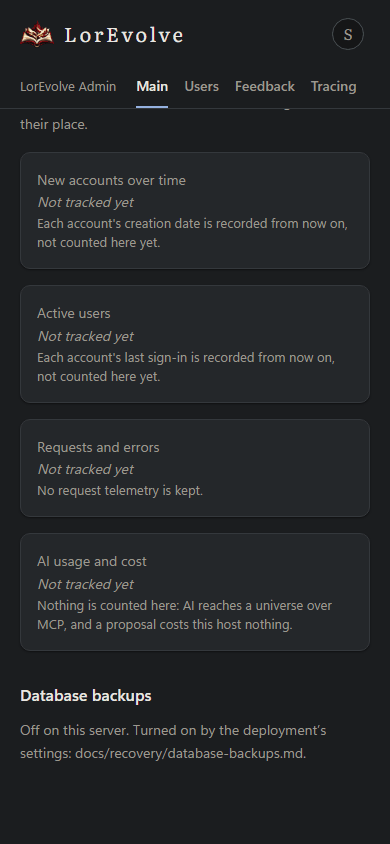 LorEvolve
S
LorEvolve Admin Main Users Feedback Tracing
their place.
New accounts over time
Not tracked yet
Each account's creation date is recorded from now on,
not counted here yet.
Active users
Not tracked yet
Each account's last sign-in is recorded from now on,
not counted here yet.
Requests and errors
Not tracked yet
No request telemetry is kept.
AI usage and cost
Not tracked yet
Nothing is counted here: AI reaches a universe over
MCP, and a proposal costs this host nothing.
Database backups
Off on this server. Turned on by the deployment's
settings: docs/recovery/database-backups.md.